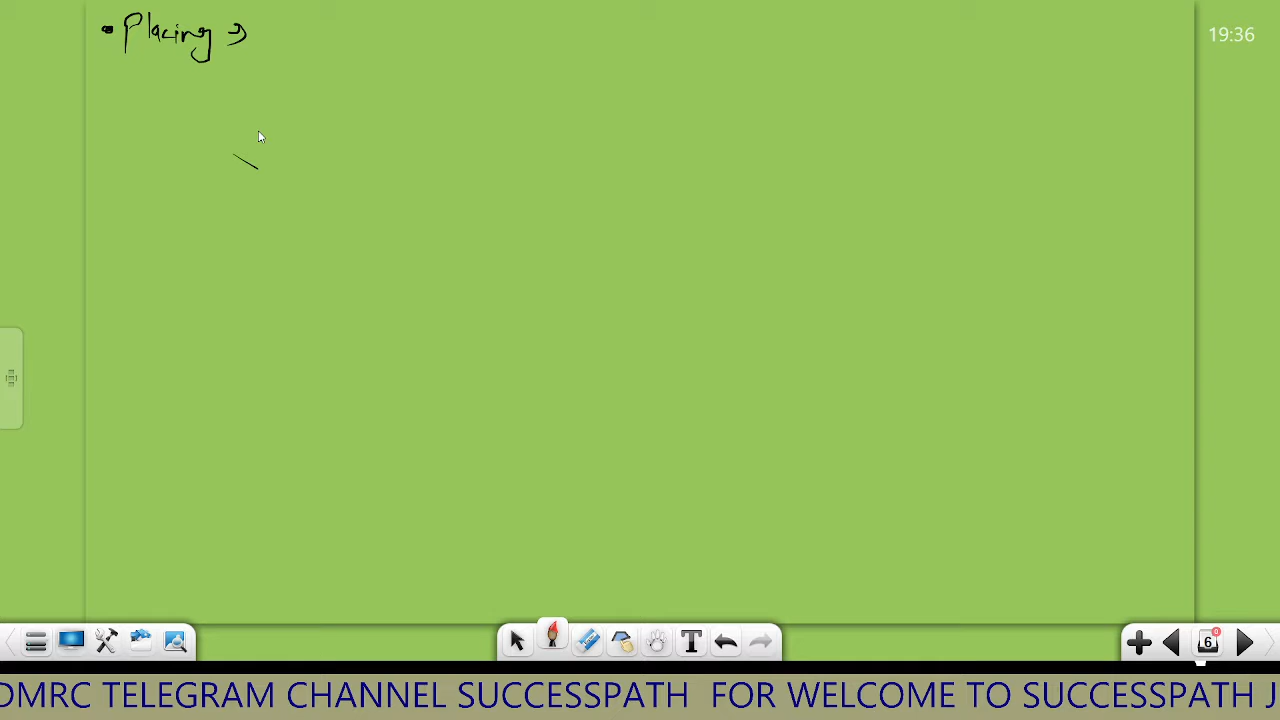 • Placing
19:36
T
6
DMRC TELEGRAM CHANNEL SUCCESSPATH FOR WELCOME TO SUCCESSPATH J